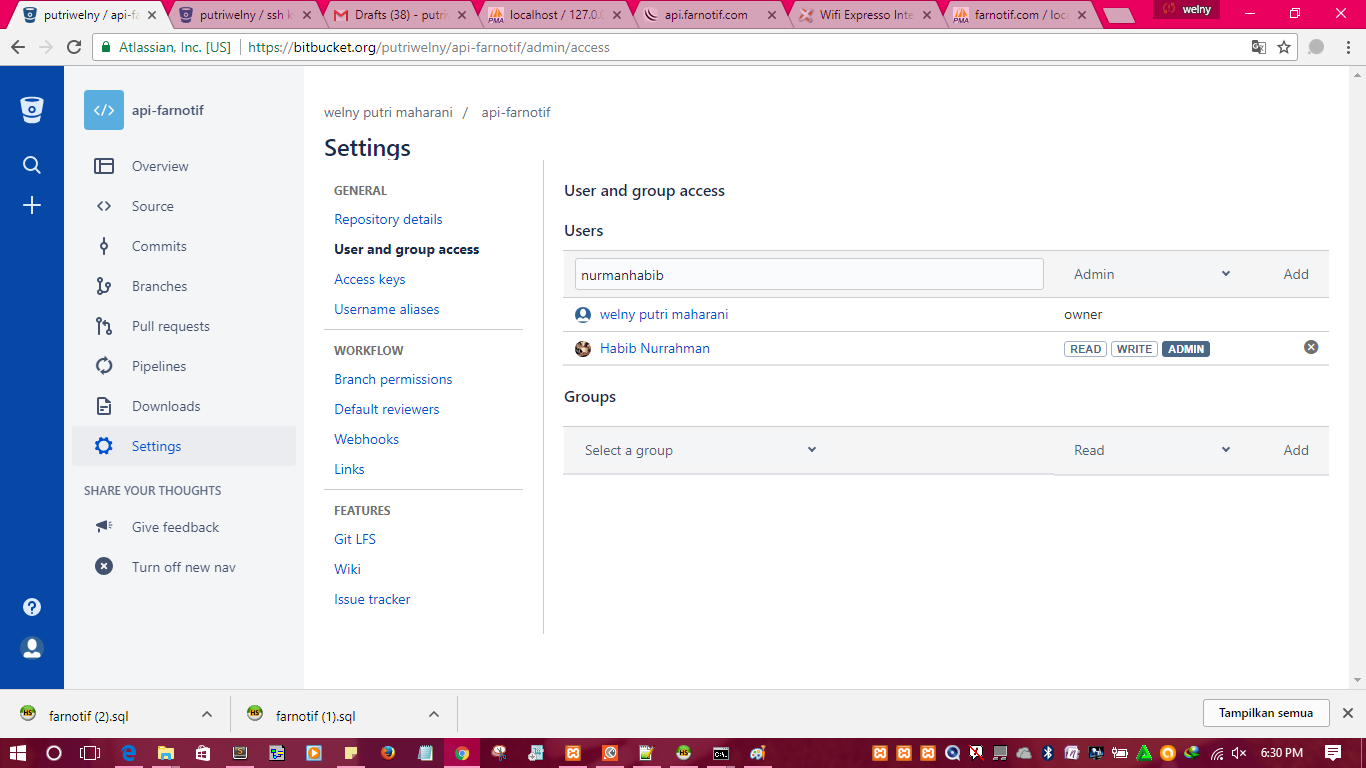 putriwelny / api-fa
putriwelny / ssh k
Drafts (38) - putri
localhost / 127.0.0
api.farnotif.com
Wifi Expresso Inte
farnotif.com / loca
welny
Atlassian, Inc. [US]
https://bitbucket.org/putriwelny/api-farnotif/admin/access
api-farnotif
Overview
Source
Commits
Branches
Pull requests
Pipelines
Downloads
Settings
SHARE YOUR THOUGHTS
Give feedback
Turn off new nav
welny putri maharani / api-farnotif
Settings
GENERAL
Repository details
User and group access
Access keys
Username aliases
WORKFLOW
Branch permissions
Default reviewers
Webhooks
Links
FEATURES
Git LFS
Wiki
Issue tracker
User and group access
Users
nurmanhabib Admin Add
welny putri maharani owner
Habib Nurrahman READ WRITE ADMIN
Groups
Select a group Read Add
farnotif (2).sql
farnotif (1).sql
Tampilkan semua
6:30 PM